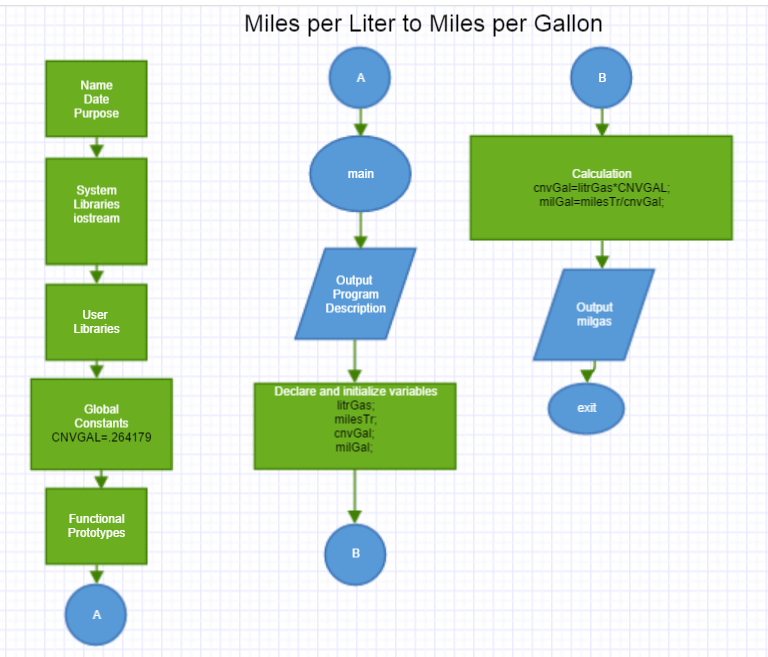 Miles per Liter to Miles per Gallon
Name
Date
Purpose
System
Libraries
iostream
User
Libraries
Global
Constants
CNVGAL=.264179
Functional
Prototypes
A
A
main
Output
Program
Description
Declare and initialize variables
litrGas;
milesTr;
cnvGal;
milGal;
B
B
Calculation
cnvGal=litrGas*CNVGAL;
milGal=milesTr/cnvGal;
Output
milgas
exit